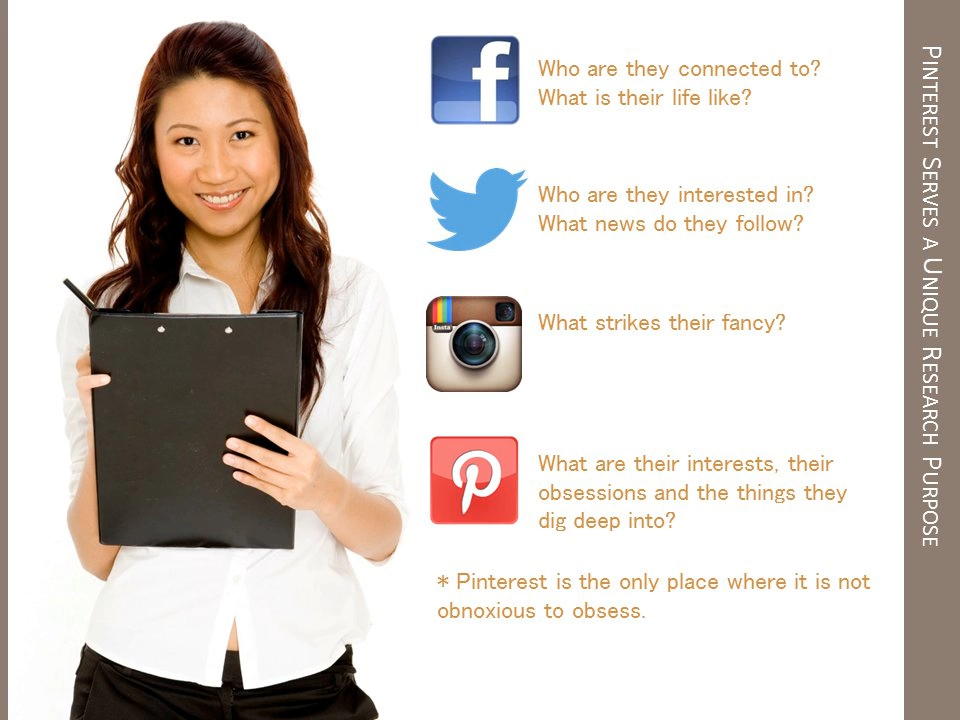 Who are they connected to?
What is their life like?
Who are they interested in?
What news do they follow?
Insta
What strikes their fancy?
What are their interests, their
obsessions and the things they
dig deep into?
* Pinterest is the only place where it is not
obnoxious to obsess.
PINTEREST SERVES A UNIQUE RESEARCH PURPOSE